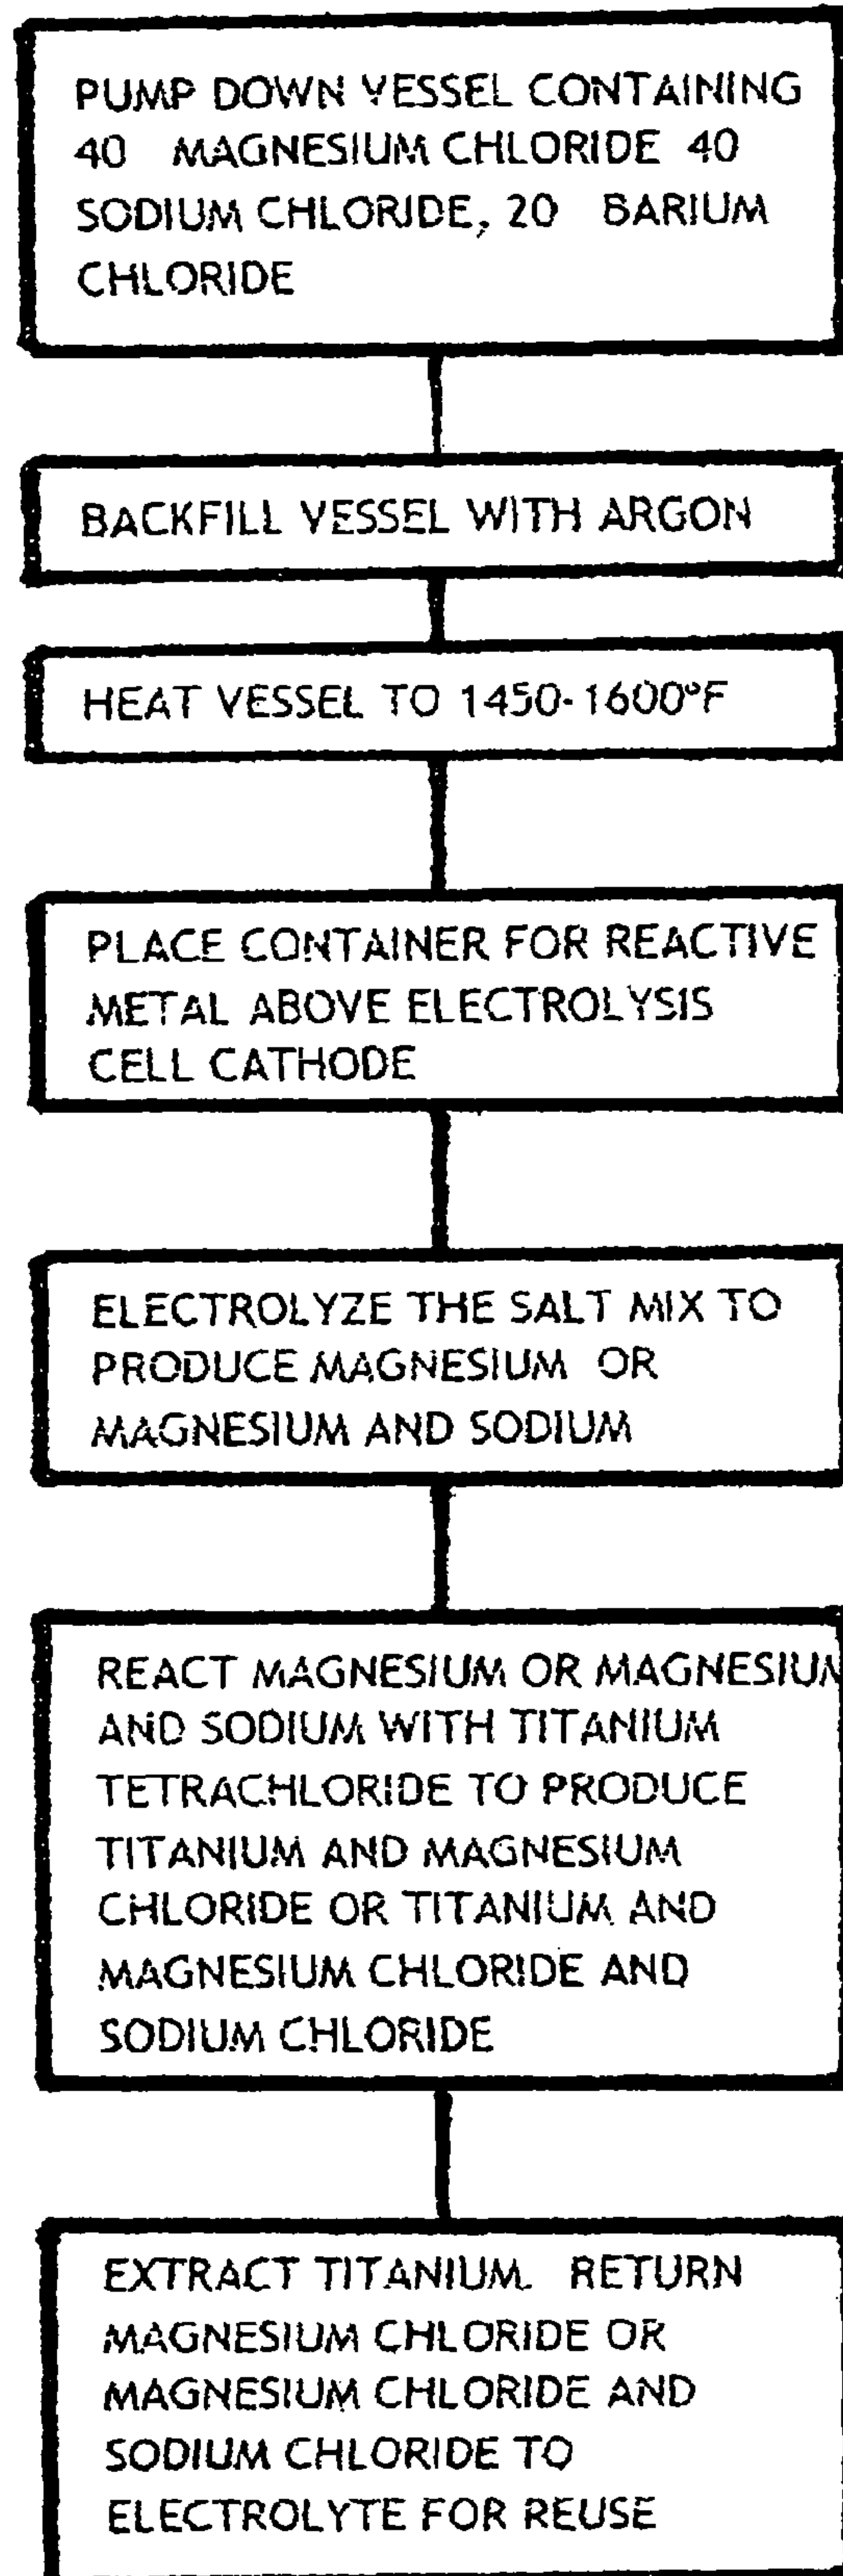 PUMP DOWN VESSEL CONTAINING
40 MAGNESIUM CHLORIDE 40
SODIUM CHLORIDE, 20 BARIUM
CHLORIDE
BACKFILL VESSEL WITH ARGON
HEAT VESSEL TO 1450-1600°F
PLACE CONTAINER FOR REACTIVE
METAL ABOVE ELECTROLYSIS
CELL CATHODE
ELECTROLYZE THE SALT MIX TO
PRODUCE MAGNESIUM OR
MAGNESIUM AND SODIUM
REACT MAGNESIUM OR MAGNESIUM
AND SODIUM WITH TITANIUM
TETRACHLORIDE TO PRODUCE
TITANIUM AND MAGNESIUM
CHLORIDE OR TITANIUM AND
MAGNESIUM CHLORIDE AND
SODIUM CHLORIDE
EXTRACT TITANIUM. RETURN
MAGNESIUM CHLORIDE OR
MAGNESIUM CHLORIDE AND
SODIUM CHLORIDE TO
ELECTROLYTE FOR REUSE